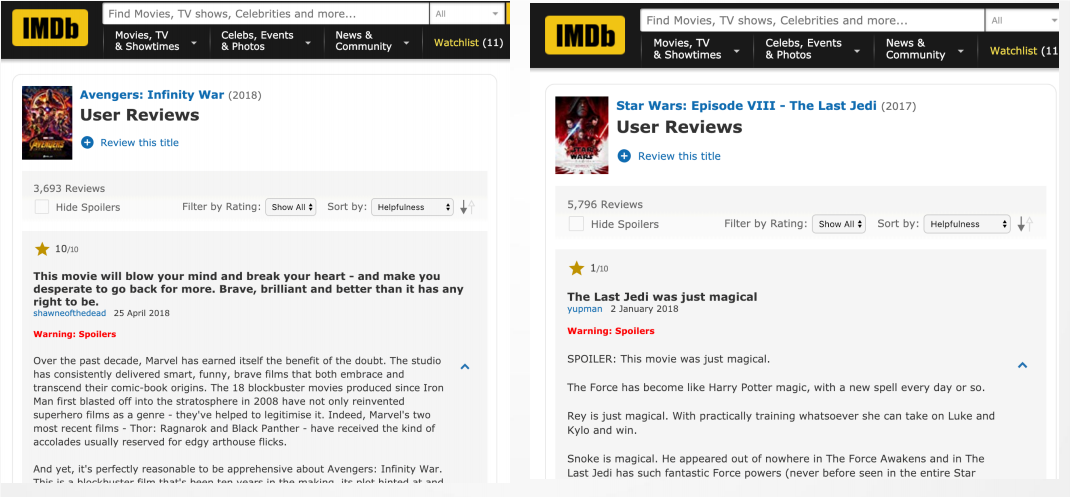 IMDb
Find Movies, TV shows, Celebrities and more...
All
Movies, TV
& Showtimes
Celebs, Events
& Photos
News &
Community
Watchlist (11)
Avengers: Infinity War (2018)
User Reviews
Review this title
3,693 Reviews
Hide Spoilers
Filter by Rating: Show All
Sort by: Helpfulness
10/10
This movie will blow your mind and break your heart - and make you
desperate to go back for more. Brave, brilliant and better than it has any
right to be.
shawneofthedead 25 April 2018
Warning: Spoilers
Over the past decade, Marvel has earned itself the benefit of the doubt. The studio
has consistently delivered smart, funny, brave films that both embrace and
transcend their comic-book origins. The 18 blockbuster movies produced since Iron
Man first blasted off into the stratosphere in 2008 have not only reinvented
superhero films as a genre - they've helped to legitimise it. Indeed, Marvel's two
most recent films - Thor: Ragnarok and Black Panther - have received the kind of
accolades usually reserved for edgy arthouse flicks.
And yet, it's perfectly reasonable to be apprehensive about Avengers: Infinity War.
This is a blockbuster film that's been ten years in the making, its plot hinted at and
IMDb
Find Movies, TV shows, Celebrities and more...
All
Movies, TV
& Showtimes
Celebs, Events
& Photos
News &
Community
Watchlist (11
Star Wars: Episode VIII - The Last Jedi (2017)
User Reviews
Review this title
5,796 Reviews
Hide Spoilers
Filter by Rating: Show All
Sort by: Helpfulness
1/10
The Last Jedi was just magical
yupman 2 January 2018
Warning: Spoilers
SPOILER: This movie was just magical.
The Force has become like Harry Potter magic, with a new spell every day or so.
Rey is just magical. With practically training whatsoever she can take on Luke and
Kylo and win.
Snoke is magical. He appeared out of nowhere in The Force Awakens and in The
Last Jedi has such fantastic Force powers (never before seen in the entire Star